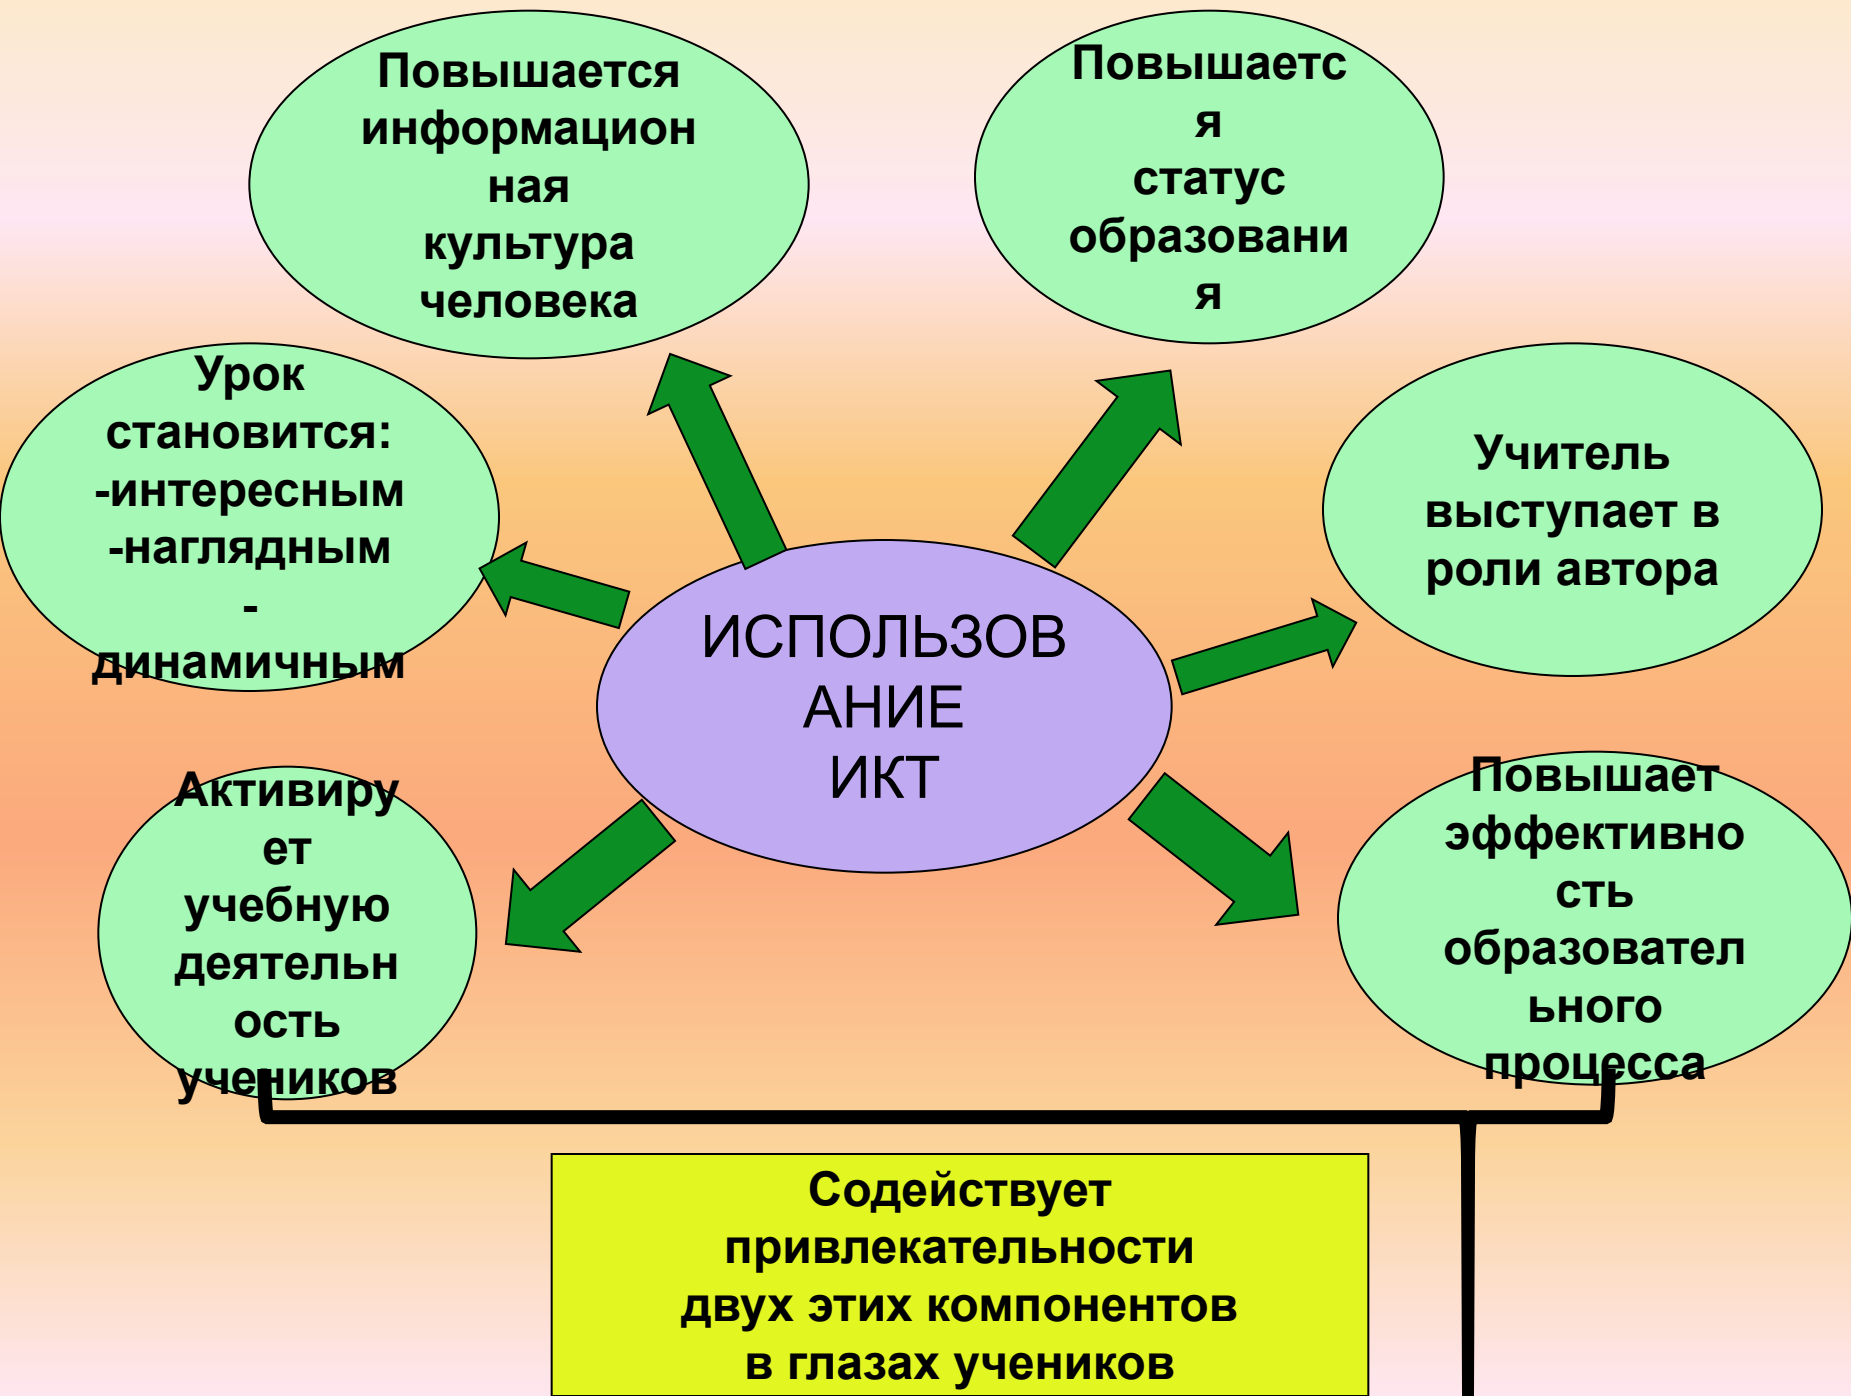 Повышается
информацион
ная
культура
человека
Повышаетс
я
статус
образовани
я
Урок
становится:
-интересным
-наглядным
-
динамичным
Учитель
выступает в
роли автора
ИСПОЛЬЗОВ
АНИЕ
ИКТ
Активиру
ет
учебную
деятельн
ость
учеников
Повышает
эффективно
сть
образовател
ьного
процесса
Содействует
привлекательности
двух этих компонентов
в глазах учеников